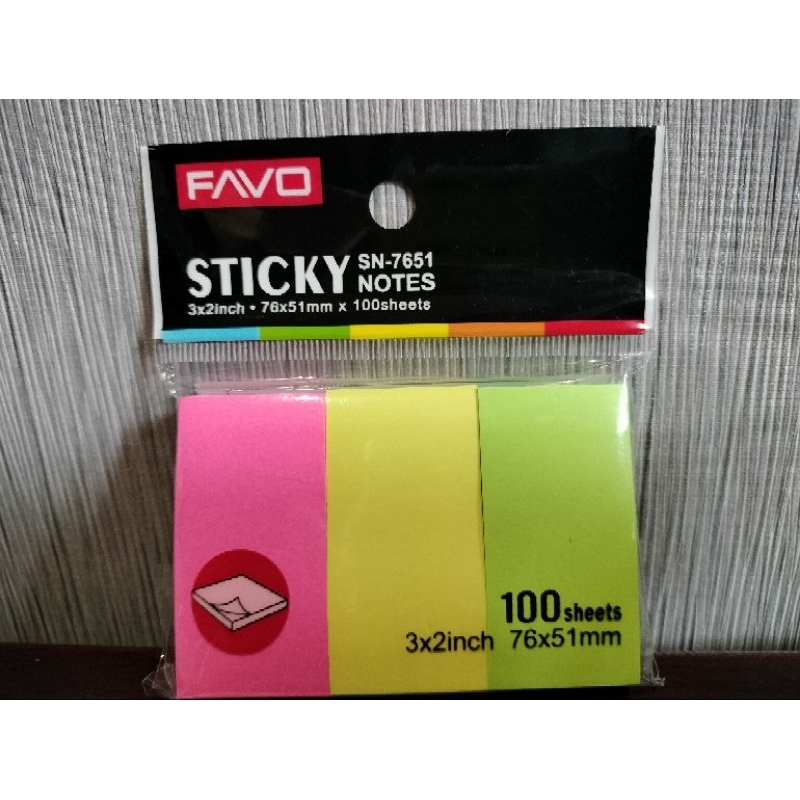 FAVO
STICKY SN-7651 NOTES
3x2inch • 76x51mm x 100sheets
100 sheets
3x2inch 76x51mm